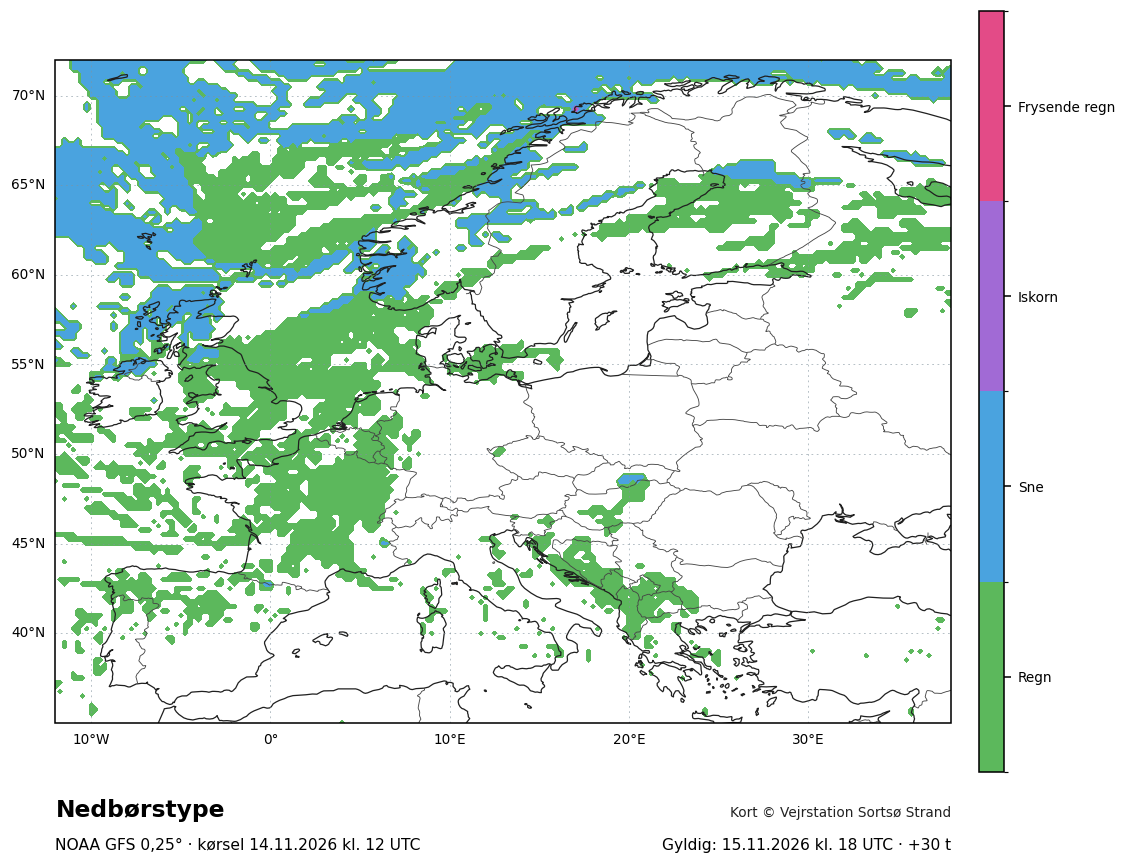 70°N
65°N
60°N
55°N
50°N
45°N
40°N
10°W
0°
10°E
20°E
30°E
Frysende regn
Iskorn
Sne
Regn
Nedbørstype
Kort © Vejrstation Sortsø Strand
NOAA GFS 0,25° · kørsel 14.11.2026 kl. 12 UTC
Gyldig: 15.11.2026 kl. 18 UTC · +30 t